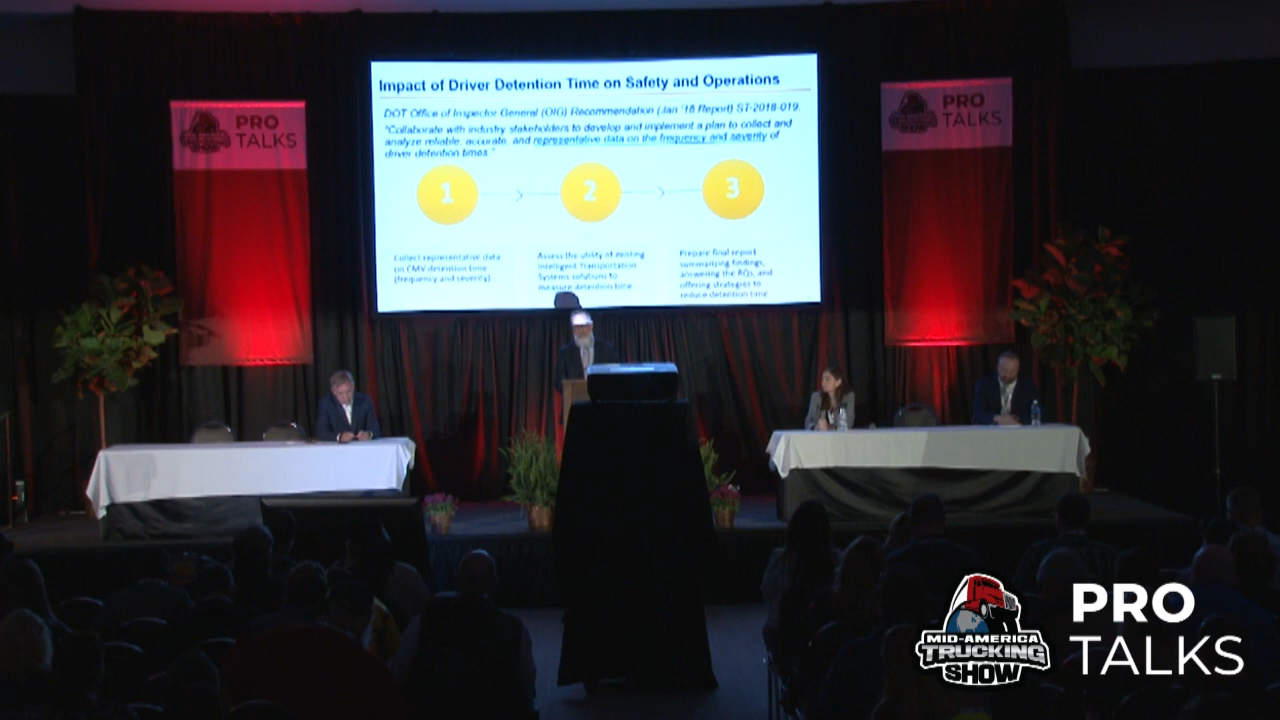 Impact of Driver Detention Time on Safety and Operations
DOT Office of Inspector General (OIG) Recommendation (Jan '18 Report) ST-2018-019.
"Collaborate with industry stakeholders to develop and implement a plan to collect and
analyze reliable, accurate, and representative data on the frequency and severity of
driver detention times."
1
2
3
Collect representative data
on CMV detention time
(frequency and severity)
Assess the utility of existing
Intelligent Transportation
Systems solutions to
measure detention time
Prepare final report
summarizing findings,
answering the RQs, and
offering strategies to
reduce detention time
PRO
TALKS
PRO
TALKS
MID-AMERICA
TRUCKING
SHOW
PRO
TALKS